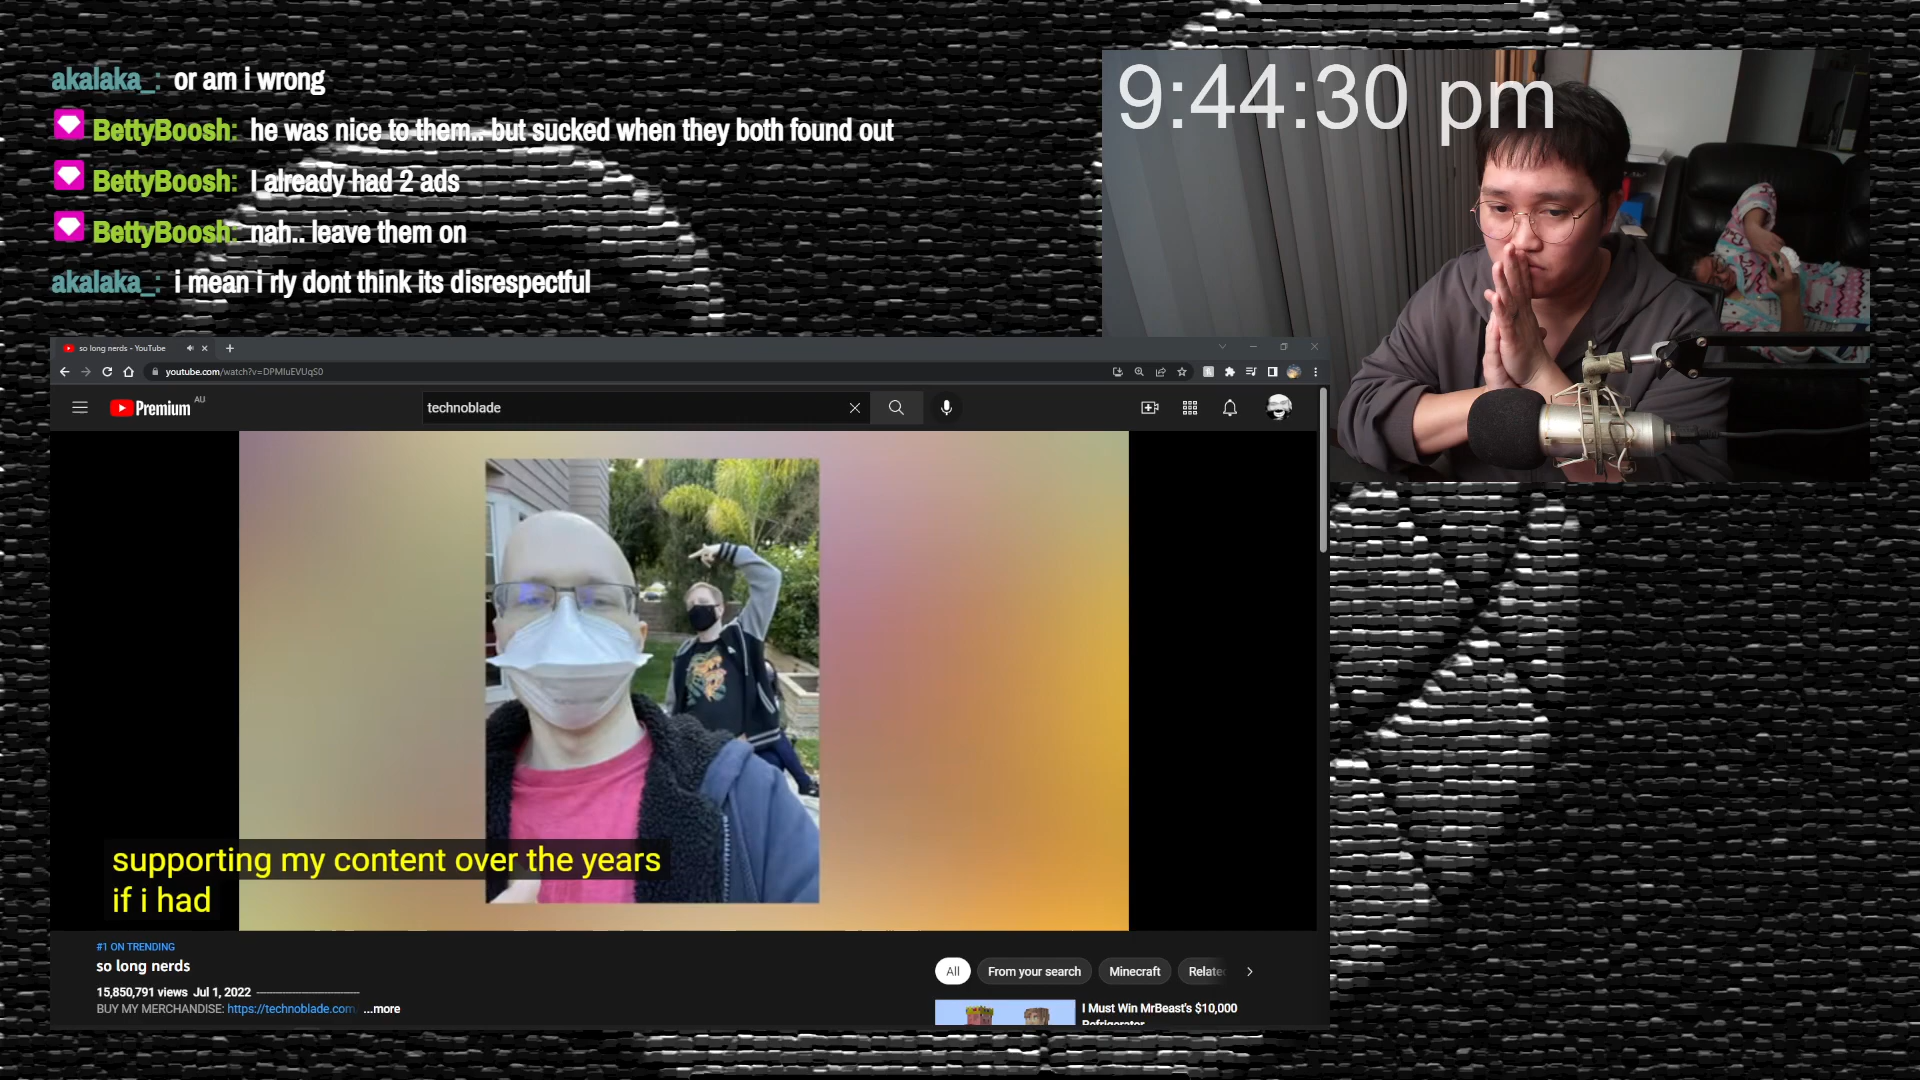 akalaka_: or am i wrong
BettyBoosh: he was nice to them.. but sucked when they both found out
BettyBoosh: I already had 2 ads
BettyBoosh: nah.. leave them on
akalaka_: i mean i rly dont think its disrespectful
9:44:30 pm
so long nerds - YouTube
youtube.com/watch?v=DPMluEVUqS0
Premium AU
technoblade
supporting my content over the years
if i had
#1 ON TRENDING
so long nerds
15,850,791 views Jul 1, 2022 --------------------------------
BUY MY MERCHANDISE: https://technoblade.com ...more
All From your search Minecraft Relate
I Must Win MrBeast's $10,000
Refrigerator